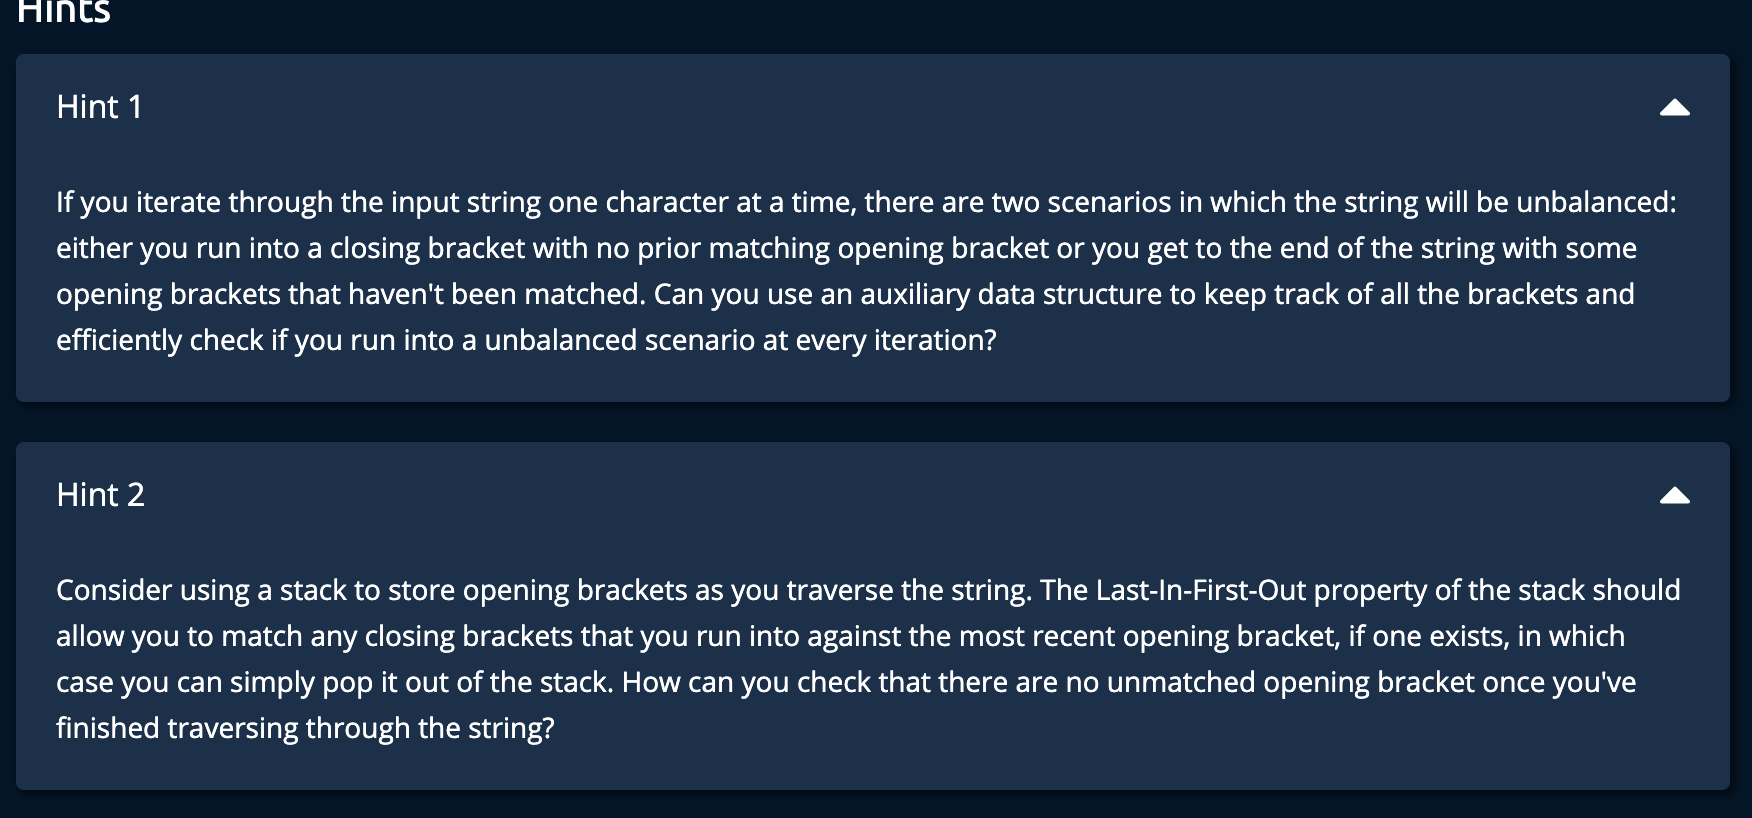 Hints
Hint 1
If you iterate through the input string one character at a time, there are two scenarios in which the string will be unbalanced:
either you run into a closing bracket with no prior matching opening bracket or you get to the end of the string with some
opening brackets that haven't been matched. Can you use an auxiliary data structure to keep track of all the brackets and
efficiently check if you run into a unbalanced scenario at every iteration?
Hint 2
Consider using a stack to store opening brackets as you traverse the string. The Last-In-First-Out property of the stack should
allow you to match any closing brackets that you run into against the most recent opening bracket, if one exists, in which
case you can simply pop it out of the stack. How can you check that there are no unmatched opening bracket once you've
finished traversing through the string?